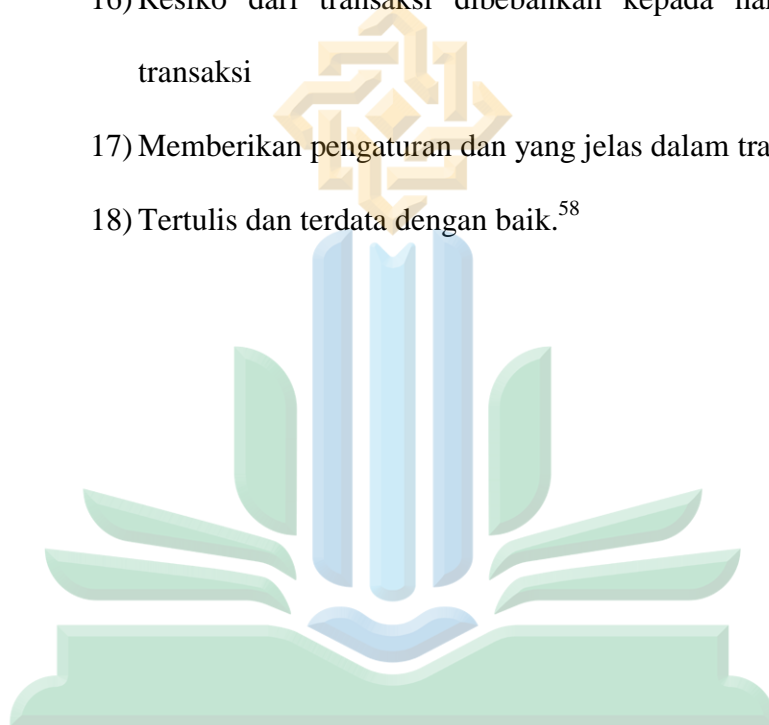 16) Resiko dari transaksi dibebankan kepada
transaksi
17) Memberikan pengaturan dan yang jelas dalam
18) Tertulis dan terdata dengan baik.58